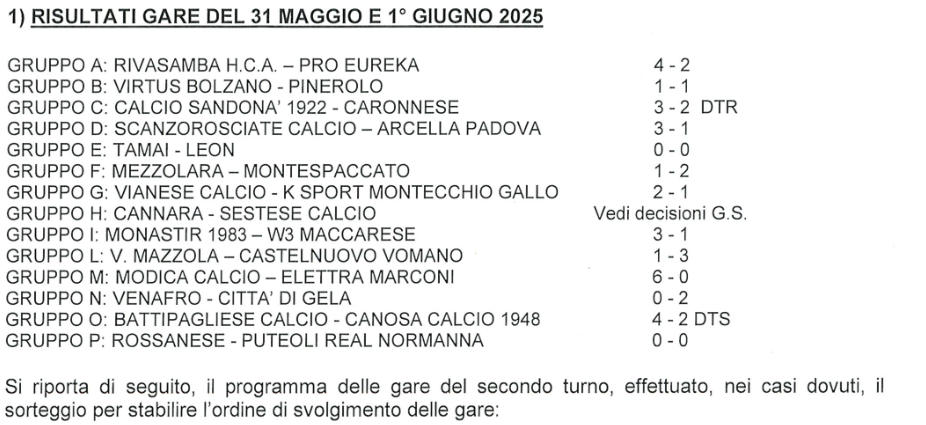 1) RISULTATI GARE DEL 31 MAGGIO E 1° GIUGNO 2025
GRUPPO A: RIVASAMBA H.C.A. – PRO EUREKA 4 - 2
GRUPPO B: VIRTUS BOLZANO - PINEROLO 1 - 1
GRUPPO C: CALCIO SANDONA' 1922 - CARONNESE 3 - 2 DTR
GRUPPO D: SCANZOROSCIATE CALCIO – ARCELLA PADOVA 3 - 1
GRUPPO E: TAMAI - LEON 0 - 0
GRUPPO F: MEZZOLARA – MONTESPACCATO 1 - 2
GRUPPO G: VIANESE CALCIO - K SPORT MONTECCHIO GALLO 2 - 1
GRUPPO H: CANNARA - SESTESE CALCIO Vedi decisioni G.S.
GRUPPO I: MONASTIR 1983 – W3 MACCARESE 3 - 1
GRUPPO L: V. MAZZOLA – CASTELNUOVO VOMANO 1 - 3
GRUPPO M: MODICA CALCIO – ELETTRA MARCONI 6 - 0
GRUPPO N: VENAFRO - CITTA' DI GELA 0 - 2
GRUPPO O: BATTIPAGLIESE CALCIO - CANOSA CALCIO 1948 4 - 2 DTS
GRUPPO P: ROSSANESE - PUTEOLI REAL NORMANNA 0 - 0
Si riporta di seguito, il programma delle gare del secondo turno, effettuato, nei casi dovuti, il
sorteggio per stabilire l'ordine di svolgimento delle gare: